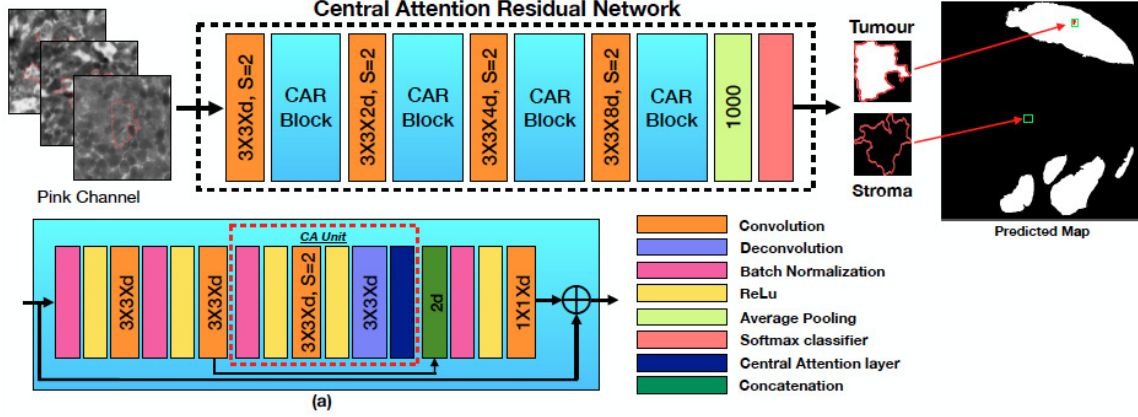 Central Attention Residual Network
Pink Channel
3X3Xd, S=2
CAR
Block
3X3X2d, S=2
CAR
Block
3X3X4d, S=2
CAR
Block
3X3X8d, S=2
CAR
Block
1000
Tumour
Stroma
Predicted Map
CA Unit
3X3Xd
3X3Xd
3X3Xd, S=2
3X3Xd
2d
1X1Xd
(a)
Convolution
Deconvolution
Batch Normalization
ReLu
Average Pooling
Softmax classifier
Central Attention layer
Concatenation